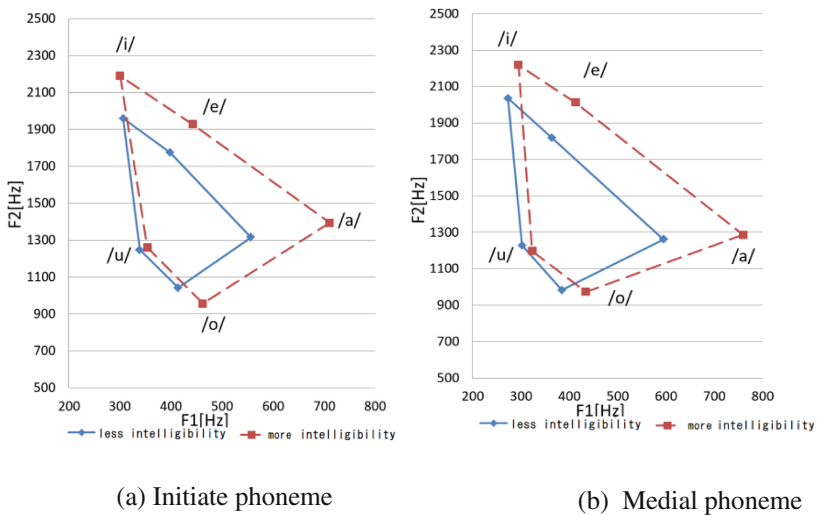 2500
2300
2100
1900
1700
1500
1300
1100
900
700
500
F2[Hz]
/i/
/e/
/a/
/u/
/o/
200 300 400 500 600 700 800
F1[Hz]
less intelligibility more intelligibility
(a) Initiate phoneme
2500
2300
2100
1900
1700
1500
1300
1100
900
700
500
F2[Hz]
/i/
/e/
/u/
/a/
/o/
200 300 400 500 600 700 800
F1[Hz]
less intelligibility more intelligibility
(b) Medial phoneme